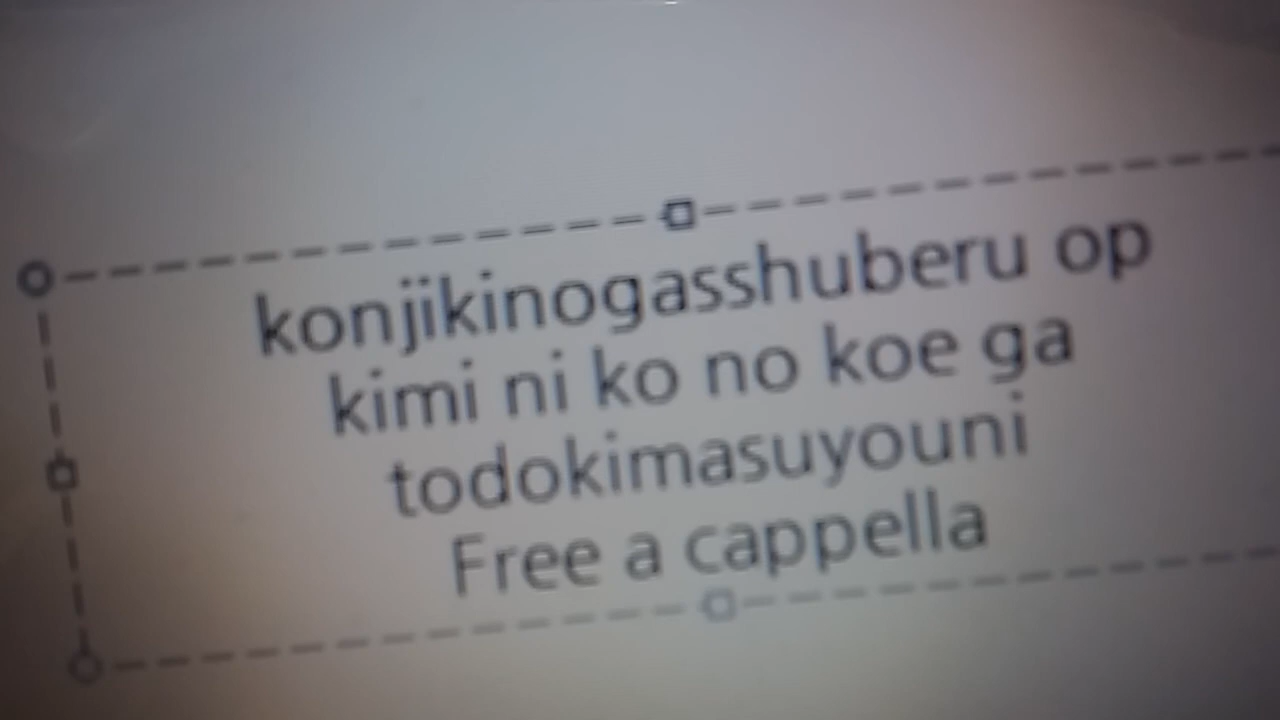 konjikinogasshuberu op
kimi ni ko no koe ga
todokimasuyouni
Free a cappella